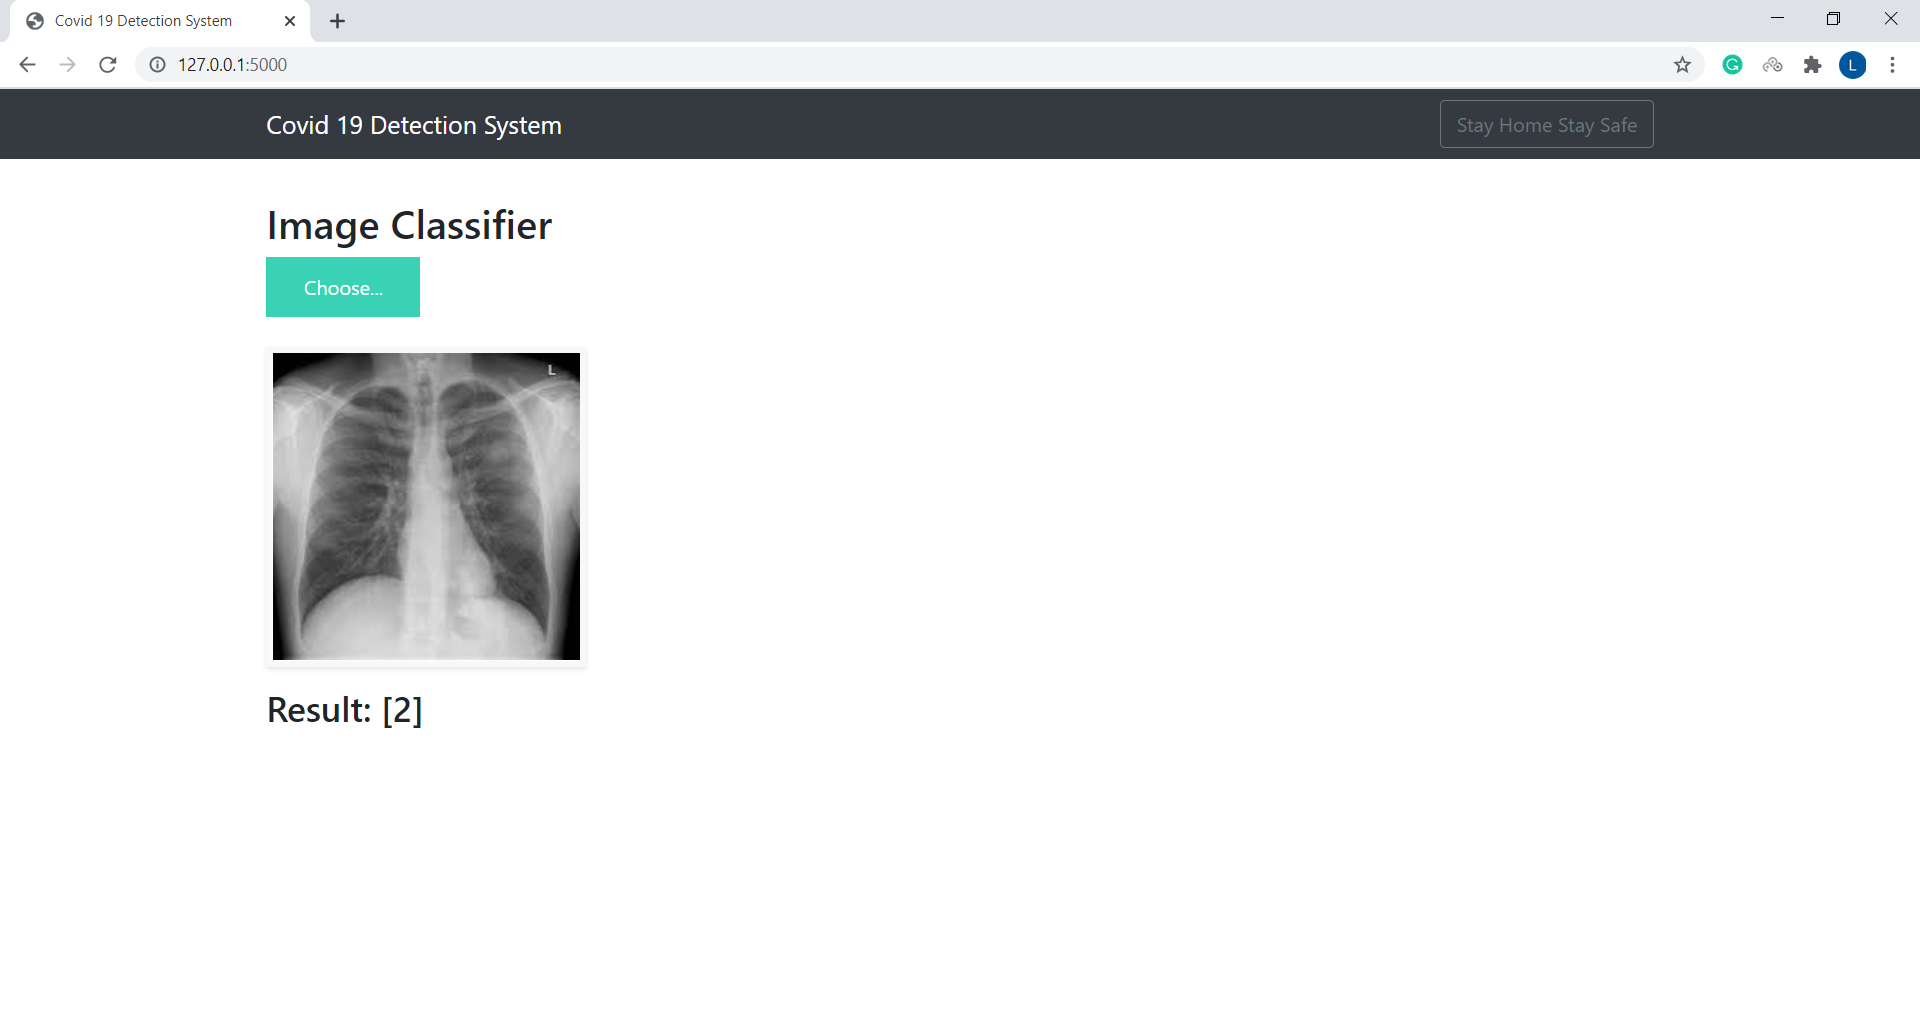 Covid 19 Detection System
127.0.0.1:5000
L
Covid 19 Detection System
Stay Home Stay Safe
Image Classifier
Choose...
L
Result: [2]